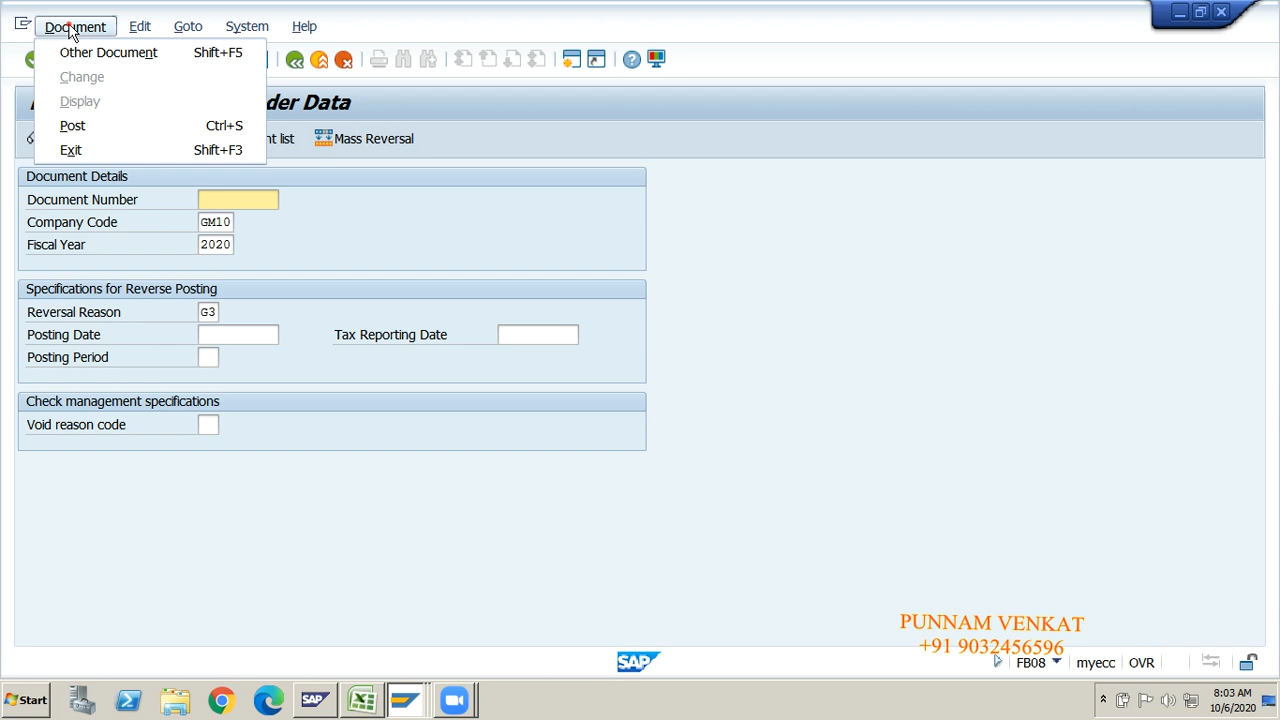 Document Edit Goto System Help
Other Document Shift+F5
Change
Display
Post Ctrl+S
Exit Shift+F3
der Data
nt list Mass Reversal
Document Details
Document Number
Company Code GM10
Fiscal Year 2020
Specifications for Reverse Posting
Reversal Reason G3
Posting Date Tax Reporting Date
Posting Period
Check management specifications
Void reason code
PUNNAM VENKAT
+91 9032456596
SAP FB08 myecc OVR
Start SAP 8:03 AM
10/6/2020